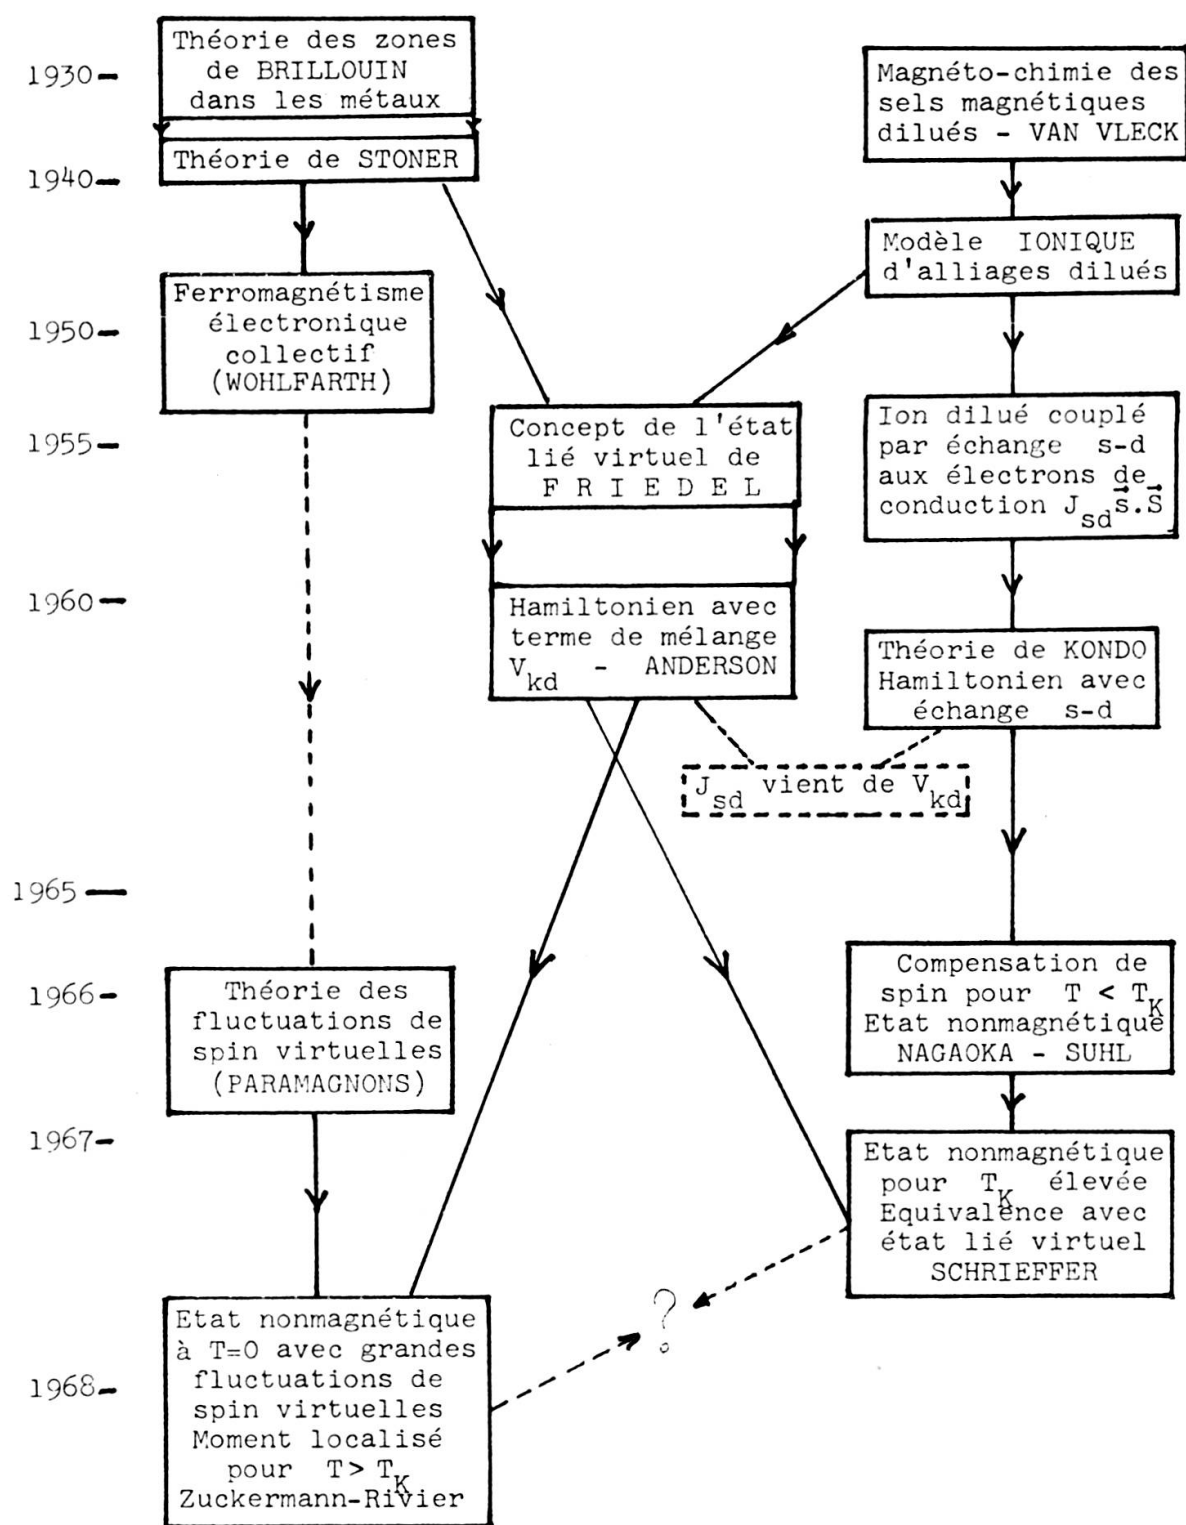 1930
Théorie des zones
de BRILLOUIN
dans les métaux
Théorie de STONER
Magnéto-chimie des
sels magnétiques
dilués - VAN VLECK
1940
Modèle IONIQUE
d'alliages dilués
Ferromagnétisme
électronique
collectif
(WOHLFARTH)
1950
1955
Concept de l'état
lié virtuel de
F R I E D E L
Ion dilué couplé
par échange s-d
aux électrons de
conduction J_sd s⃗.S⃗
1960
Hamiltonien avec
terme de mélange
V_kd - ANDERSON
Théorie de KONDO
Hamiltonien avec
échange s-d
J_sd vient de V_kd
1965
1966
Théorie des
fluctuations de
spin virtuelles
(PARAMAGNONS)
Compensation de
spin pour T < T_K
Etat nonmagnétique
NAGAOKA - SUHL
1967
Etat nonmagnétique
pour T_K élevée
Equivalence avec
état lié virtuel
SCHRIEFFER
?
1968
Etat nonmagnétique
à T=0 avec grandes
fluctuations de
spin virtuelles
Moment localisé
pour T > T_K
Zuckermann-Rivier